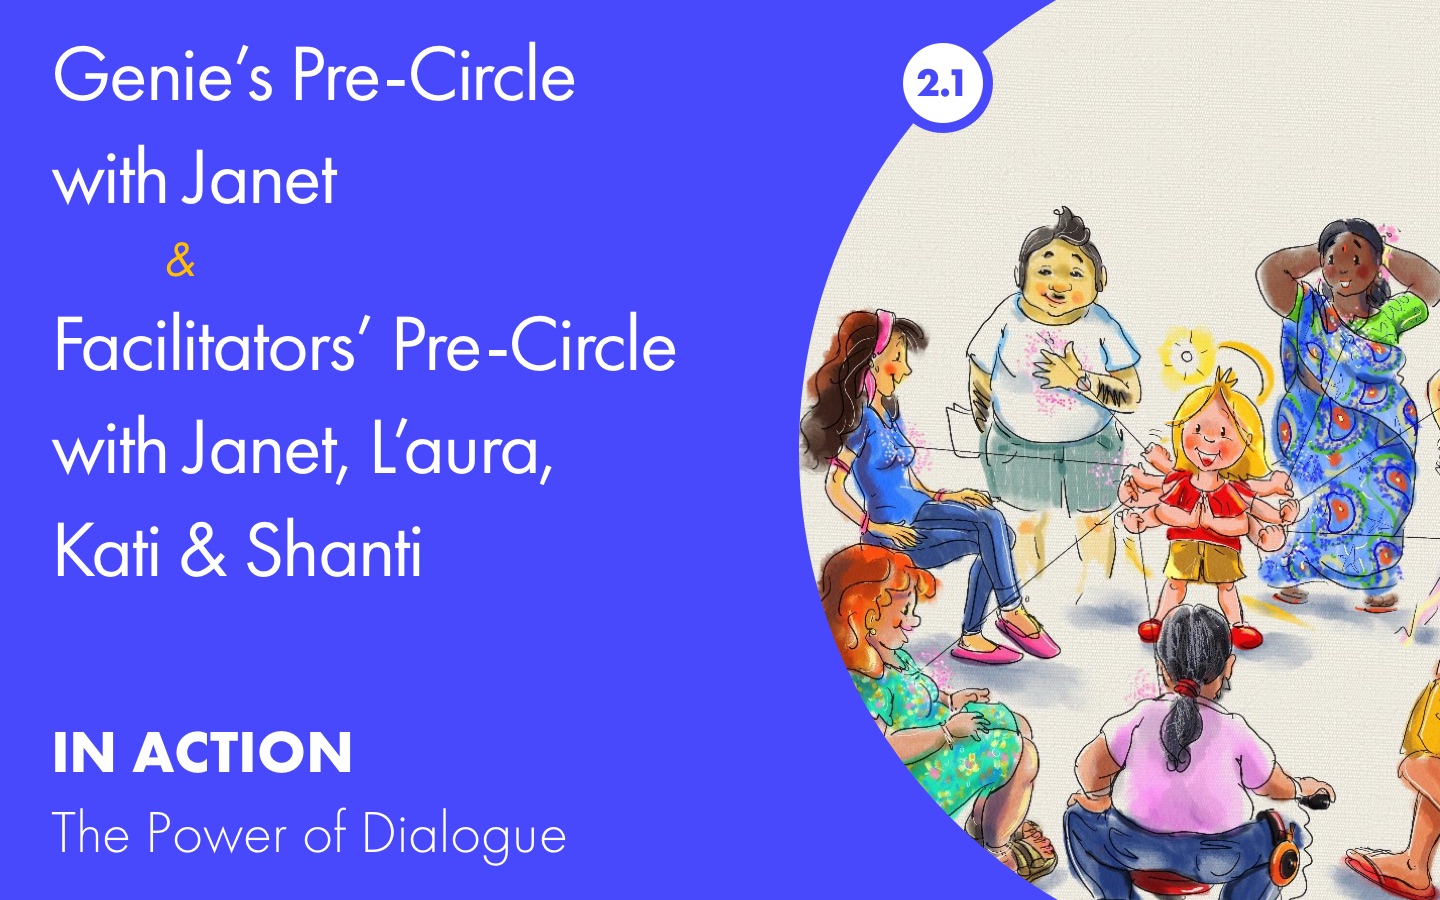 Genie’s Pre-Circle
with Janet
&
Facilitators’ Pre-Circle
with Janet, L’aura,
Kati & Shanti
IN ACTION
The Power of Dialogue
2.1